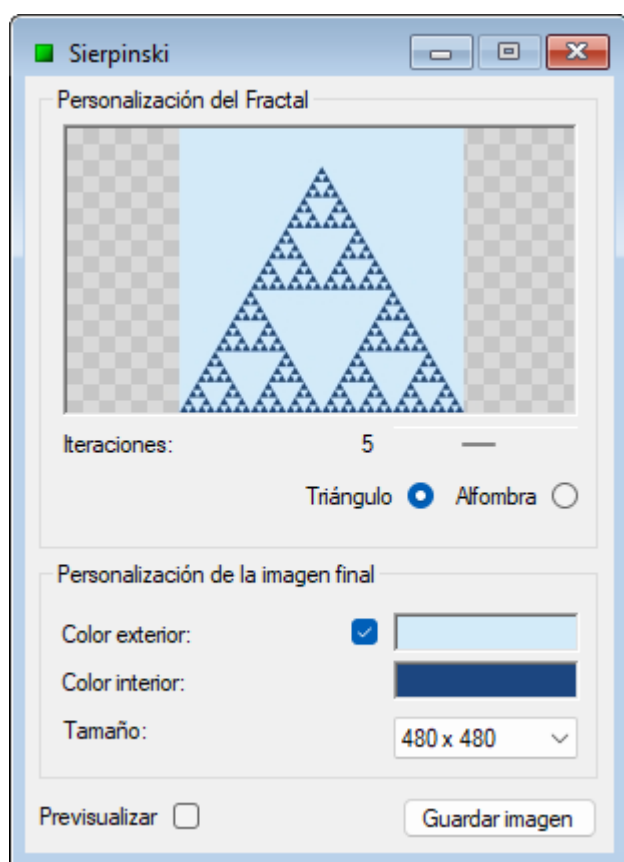 Sierpinski
Personalización del Fractal
Iteraciones: 5
Triángulo Alfombra
Personalización de la imagen final
Color exterior:
Color interior:
Tamaño: 480 x 480
Previsualizar Guardar imagen